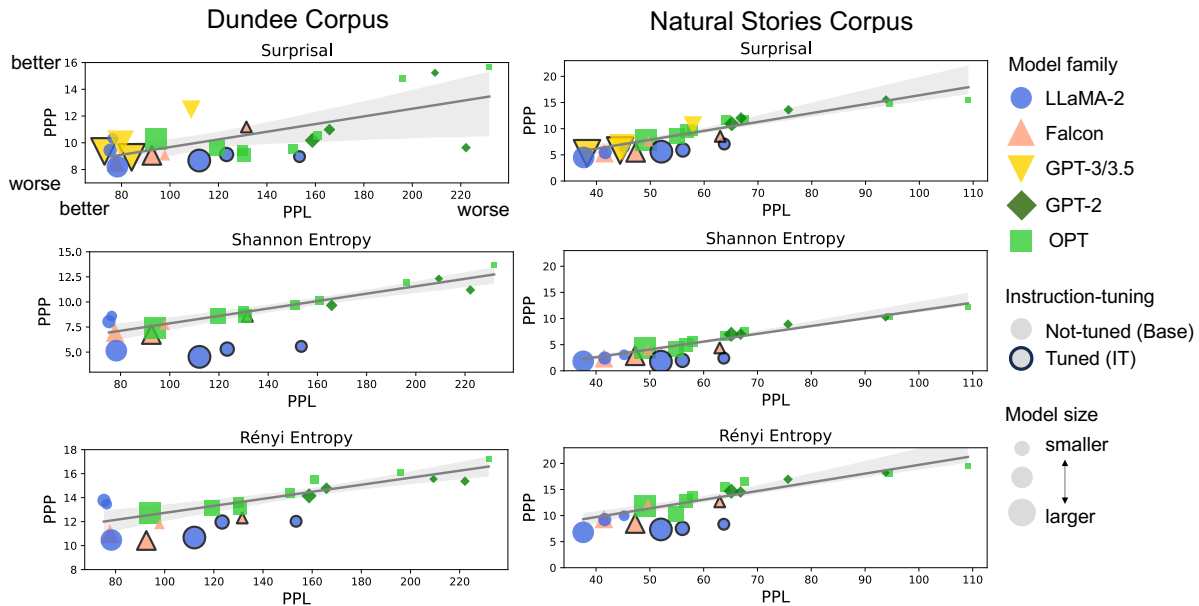 Dundee Corpus
Natural Stories Corpus
Surprisal
better
16
14
12
10
8
PPP
worse
80 100 120 140 160 180 200 220
better
PPL
worse
Surprisal
20
15
10
5
0
PPP
40 50 60 70 80 90 100 110
PPL
Shannon Entropy
15.0
12.5
10.0
7.5
5.0
PPP
80 100 120 140 160 180 200 220
PPL
Shannon Entropy
20
15
10
5
0
PPP
40 50 60 70 80 90 100 110
PPL
Rényi Entropy
18
16
14
12
10
8
PPP
80 100 120 140 160 180 200 220
PPL
Rényi Entropy
20
15
10
5
0
PPP
40 50 60 70 80 90 100 110
PPL
Model family
LLaMA-2
Falcon
GPT-3/3.5
GPT-2
OPT
Instruction-tuning
Not-tuned (Base)
Tuned (IT)
Model size
smaller
larger